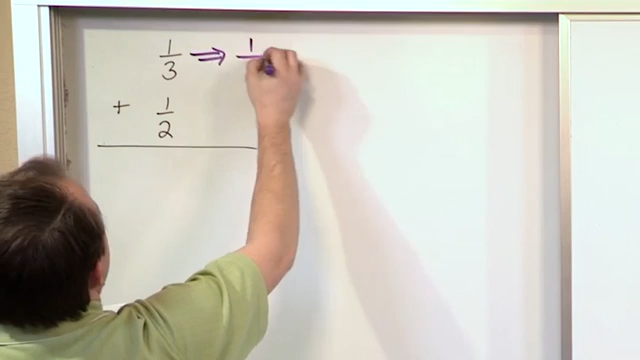 1/3 ⇒ 1/
+ 1/2